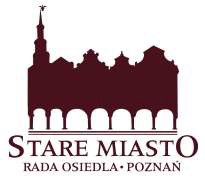 STARE MIASTO
RADA OSIEDLA • POZNAŃ